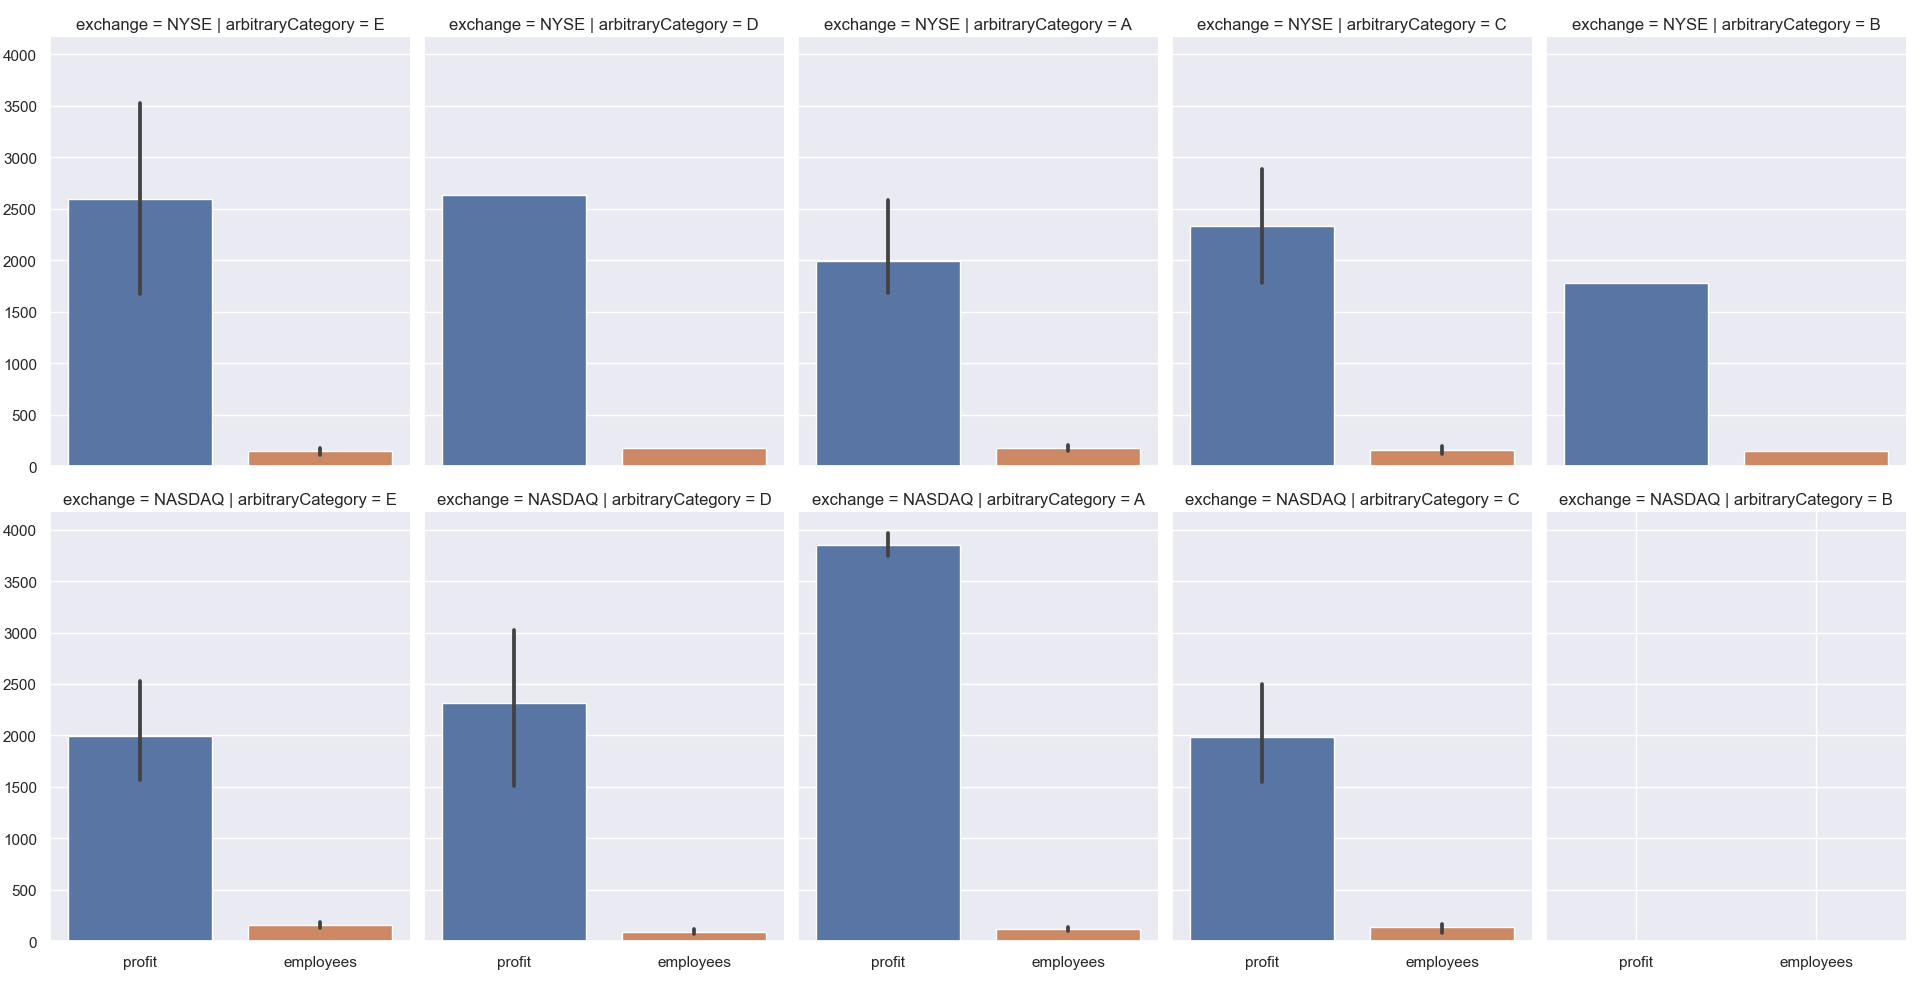 exchange = NYSE | arbitraryCategory = E
exchange = NYSE | arbitraryCategory = D
exchange = NYSE | arbitraryCategory = A
exchange = NYSE | arbitraryCategory = C
exchange = NYSE | arbitraryCategory = B
4000
3500
3000
2500
2000
1500
1000
500
0
exchange = NASDAQ | arbitraryCategory = E
exchange = NASDAQ | arbitraryCategory = D
exchange = NASDAQ | arbitraryCategory = A
exchange = NASDAQ | arbitraryCategory = C
exchange = NASDAQ | arbitraryCategory = B
4000
3500
3000
2500
2000
1500
1000
500
0
profit
employees
profit
employees
profit
employees
profit
employees
profit
employees